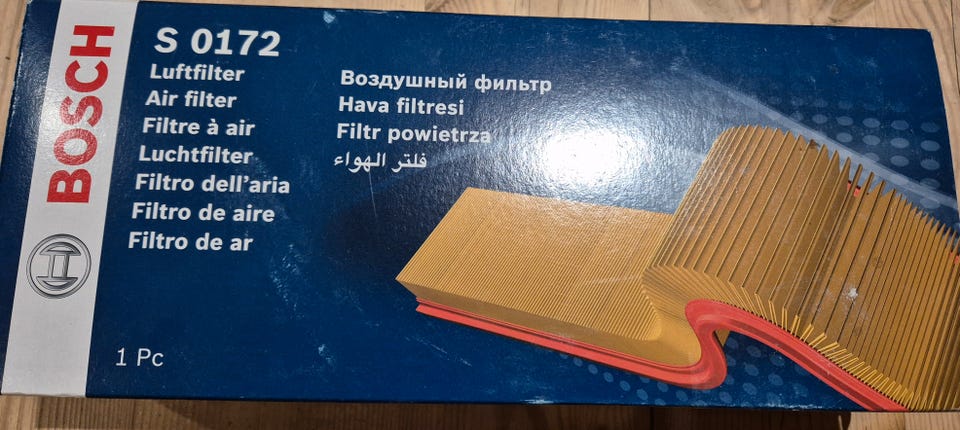 BOSCH
S 0172
Luftfilter
Air filter
Filtre à air
Luchtfilter
Filtro dell'aria
Filtro de aire
Filtro de ar
Воздушный фильтр
Hava filtresi
Filtr powietrza
فلتر الهواء
1 Pc